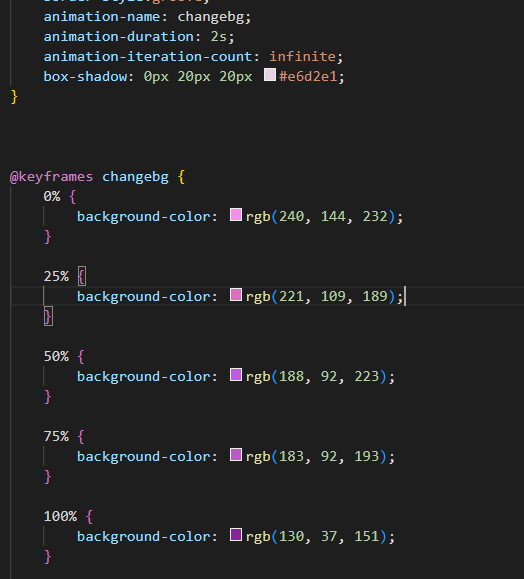 animation-name: changebg;
animation-duration: 2s;
animation-iteration-count: infinite;
box-shadow: 0px 20px 20px #e6d2e1;
}
@keyframes changebg {
0% {
background-color: rgb(240, 144, 232);
}
25% {
background-color: rgb(221, 109, 189);
}
50% {
background-color: rgb(188, 92, 223);
}
75% {
background-color: rgb(183, 92, 193);
}
100% {
background-color: rgb(130, 37, 151);
}